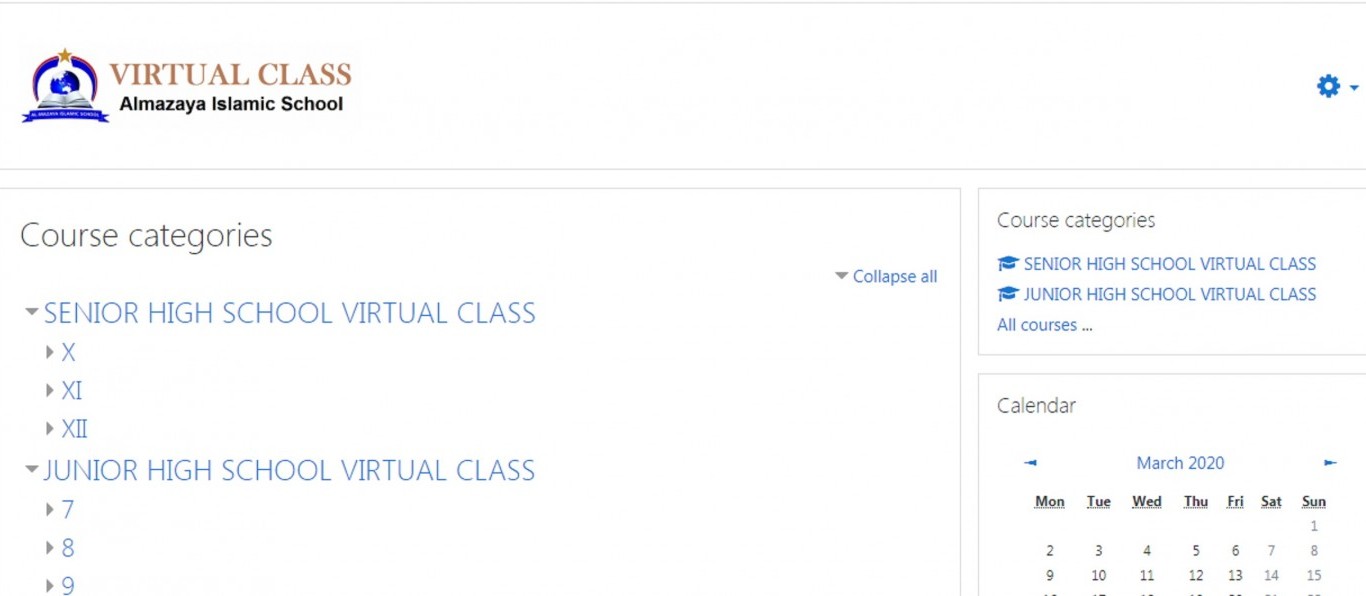 VIRTUAL CLASS
Almazaya Islamic School
ALMAZAYA ISLAMIC SCHOOL
Course categories
Collapse all
SENIOR HIGH SCHOOL VIRTUAL CLASS
X
XI
XII
JUNIOR HIGH SCHOOL VIRTUAL CLASS
7
8
9
Course categories
SENIOR HIGH SCHOOL VIRTUAL CLASS
JUNIOR HIGH SCHOOL VIRTUAL CLASS
All courses ...
Calendar
March 2020
Mon Tue Wed Thu Fri Sat Sun
1
2 3 4 5 6 7 8
9 10 11 12 13 14 15